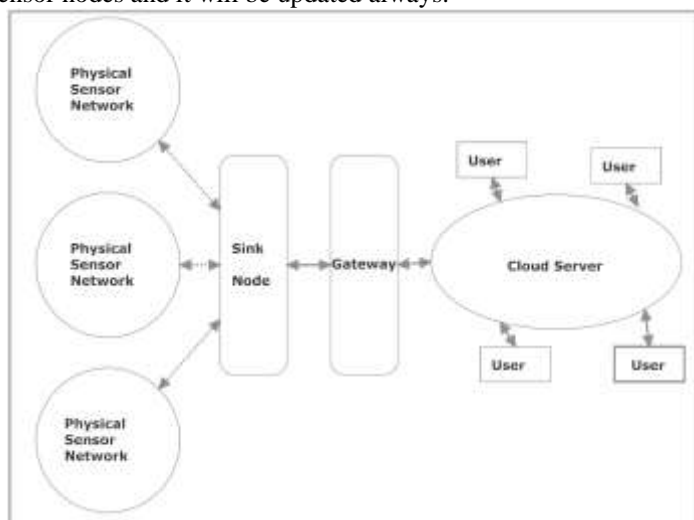 ensor nodes and it will be updated always.
Physical
Sensor
Network
Physical
Sensor
Network
Physical
Sensor
Network
Sink
Node
Gateway
Cloud Server
User
User
User
User